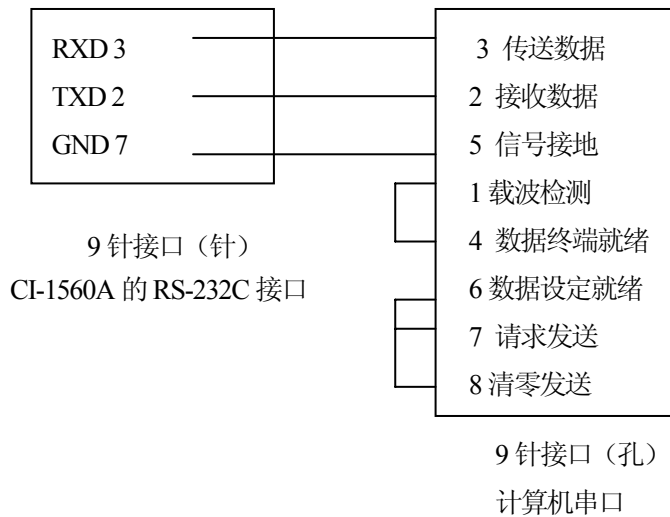 RXD 3
TXD 2
GND 7
9 针接口（针）
CI-1560A 的 RS-232C 接口
3 传送数据
2 接收数据
5 信号接地
1 载波检测
4 数据终端就绪
6 数据设定就绪
7 请求发送
8 清零发送
9 针接口（孔）
计算机串口